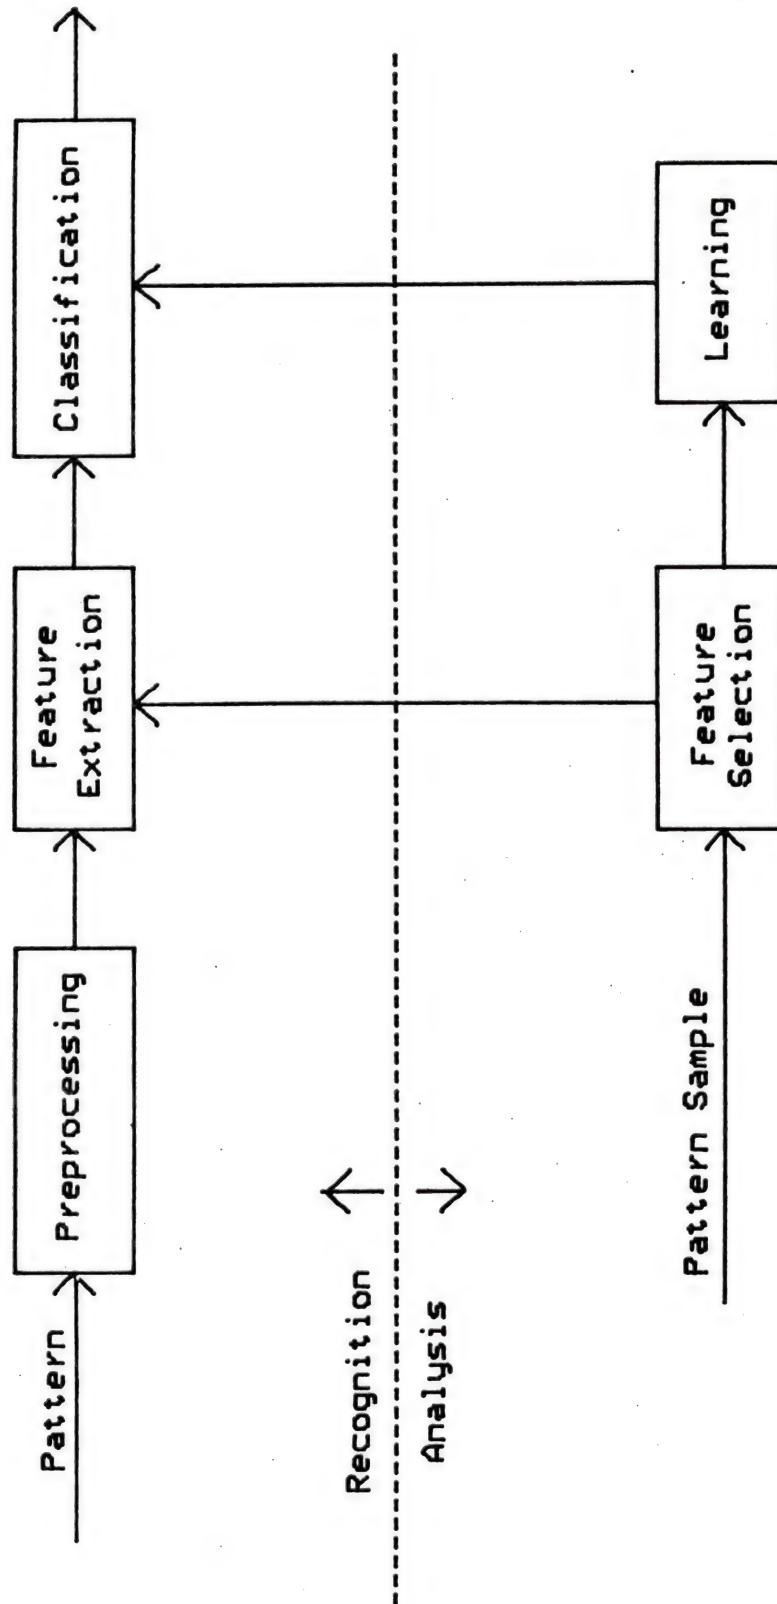 Pattern
Preprocessing
Feature
Extraction
Classification
Recognition
Analysis
Pattern Sample
Feature
Selection
Learning